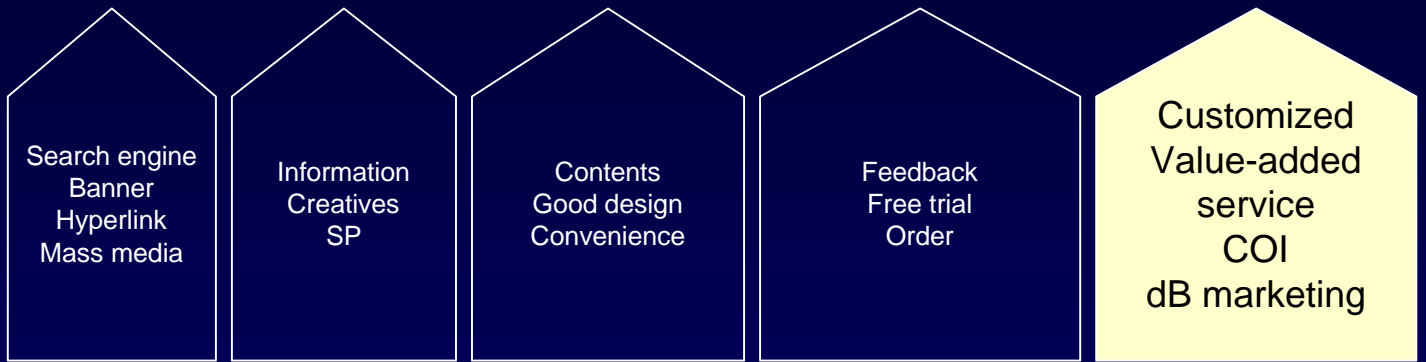 Search engine
Banner
Hyperlink
Mass media
Information
Creatives
SP
Contents
Good design
Convenience
Feedback
Free trial
Order
Customized
Value-added
service
COI
dB marketing